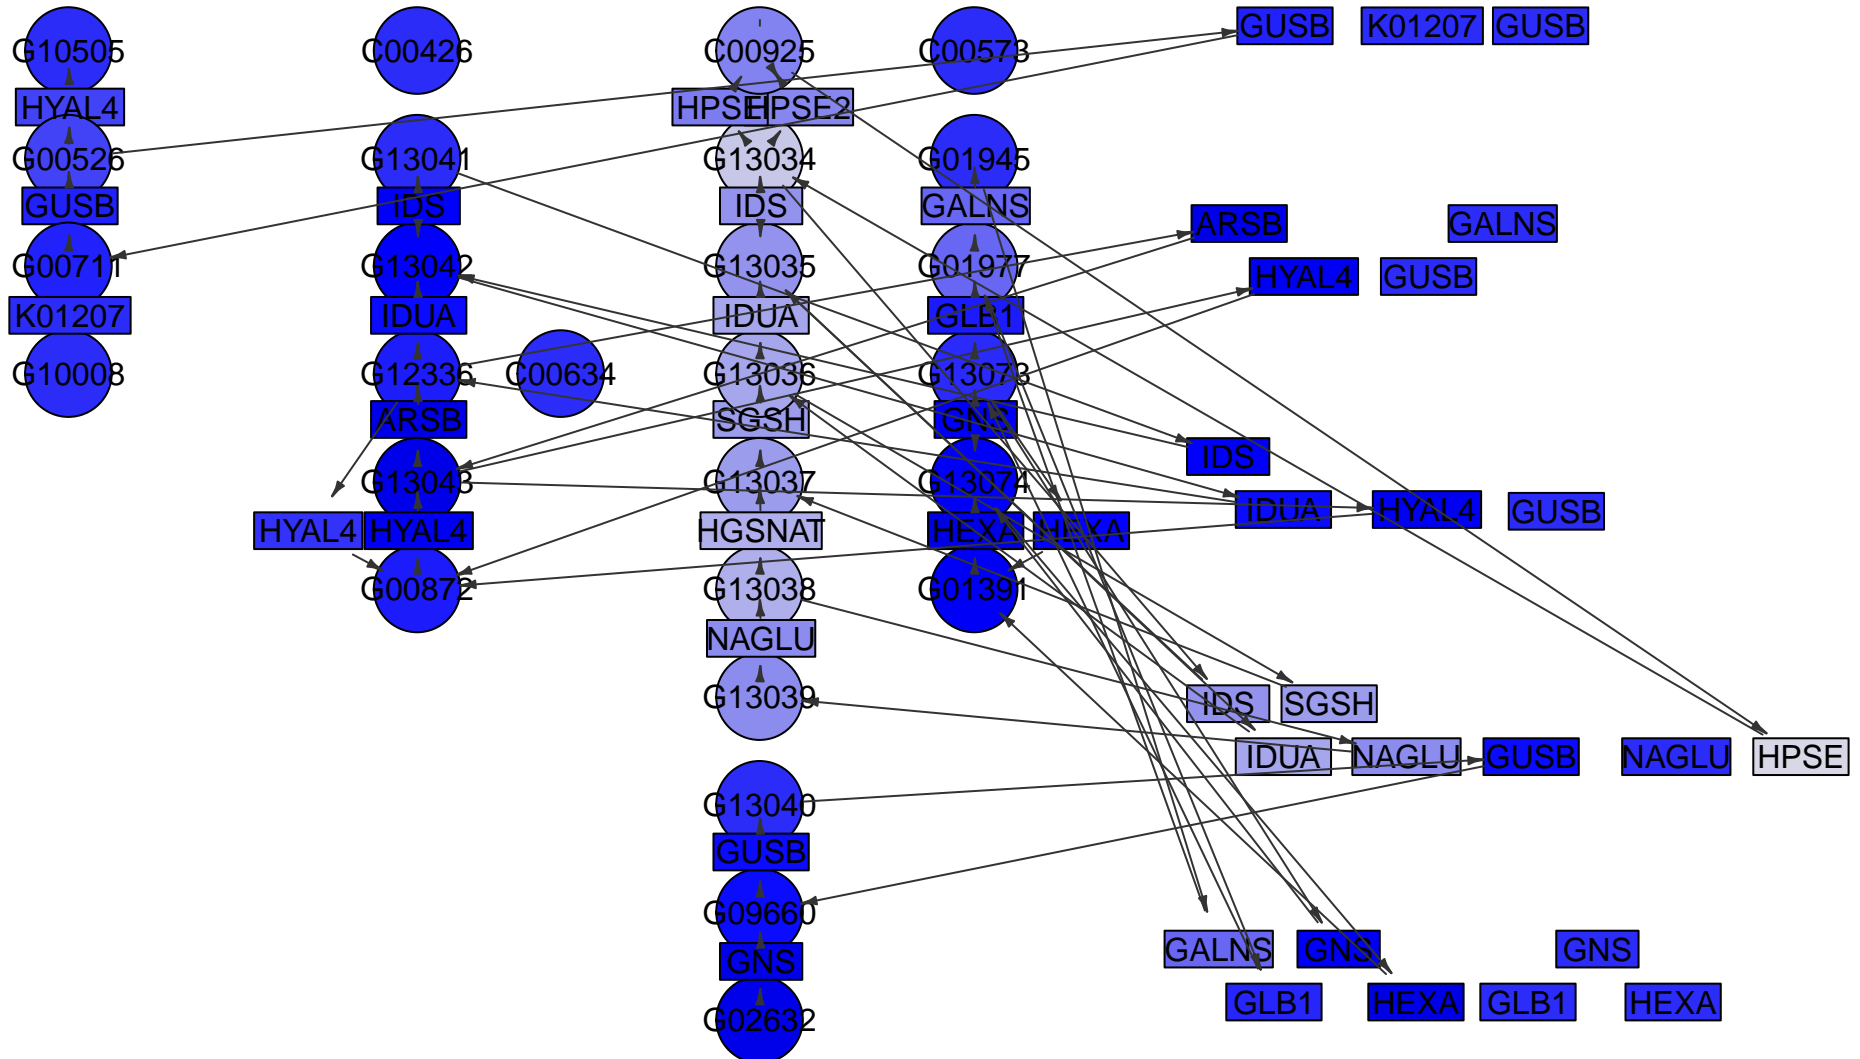 G10505 C00426 C00925 C00573 GUSB K01207 GUSB
HYAL4 HPSE HPSE2
G00526 G13041 G13034 G01945
GUSB IDS IDS GALNS ARSB GALNS
G00711 G13042 G13035 G01977 HYAL4 GUSB
K01207 IDUA IDUA GLB1
G10008 G12336 C00634 G13036 G13073
ARSB SGSH GNS IDS
G13043 G13037 G13074 IDUA HYAL4 GUSB
HYAL4 HYAL4 HGSNAT HEXA HEXA
G00872 G13038 G01391
NAGLU
G13039 IDS SGSH
IDUA NAGLU GUSB NAGLU HPSE
G13040
GUSB
G09660
GNS GALNS GNS GNS
G02632 GLB1 HEXA GLB1 HEXA